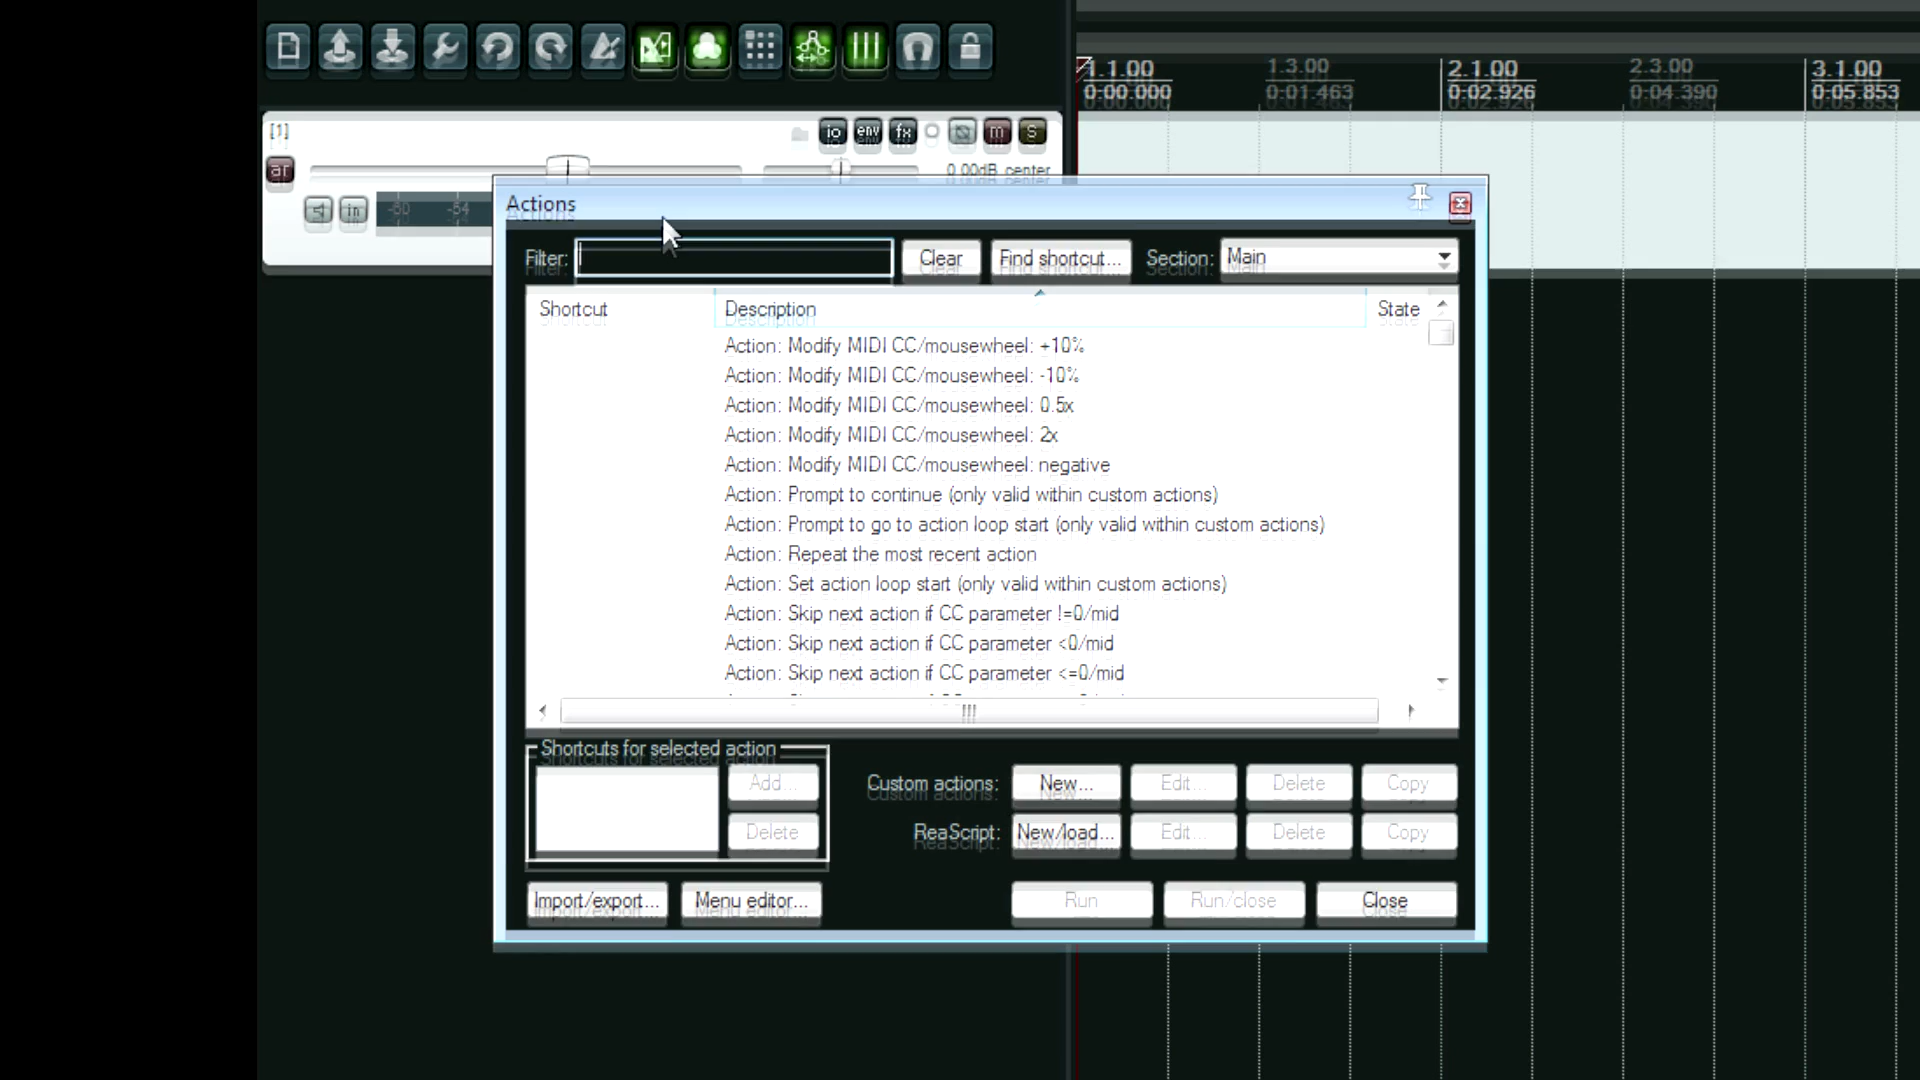 1.1.00
0:00.000
1.3.00
0:01.463
2.1.00
0:02.926
2.3.00
0:04.390
3.1.00
0:05.853
[1]
io env fx m s
ar
0.00dB center
in -60 -54
Actions
Filter: Clear Find shortcut... Section: Main
Shortcut Description State
Action: Modify MIDI CC/mousewheel: +10%
Action: Modify MIDI CC/mousewheel: -10%
Action: Modify MIDI CC/mousewheel: 0.5x
Action: Modify MIDI CC/mousewheel: 2x
Action: Modify MIDI CC/mousewheel: negative
Action: Prompt to continue (only valid within custom actions)
Action: Prompt to go to action loop start (only valid within custom actions)
Action: Repeat the most recent action
Action: Set action loop start (only valid within custom actions)
Action: Skip next action if CC parameter !=0/mid
Action: Skip next action if CC parameter <0/mid
Action: Skip next action if CC parameter <=0/mid
Shortcuts for selected action
Add...
Delete
Custom actions: New... Edit... Delete Copy
ReaScript: New/load... Edit... Delete Copy
Import/export... Menu editor... Run Run/close Close